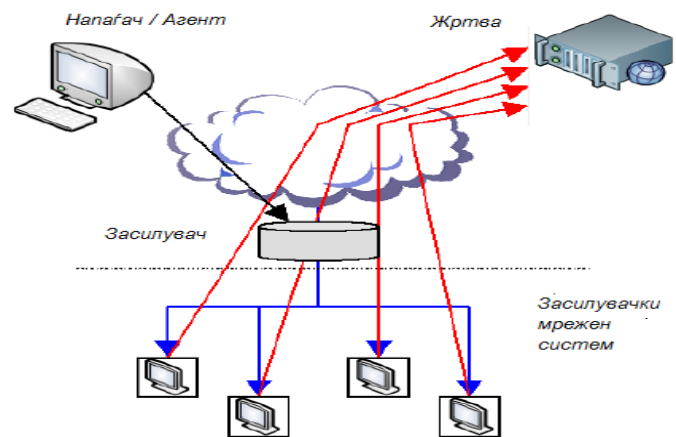 Напаѓач / Агент
Жртва
Засилувач
Засилувачки
мрежен
систем